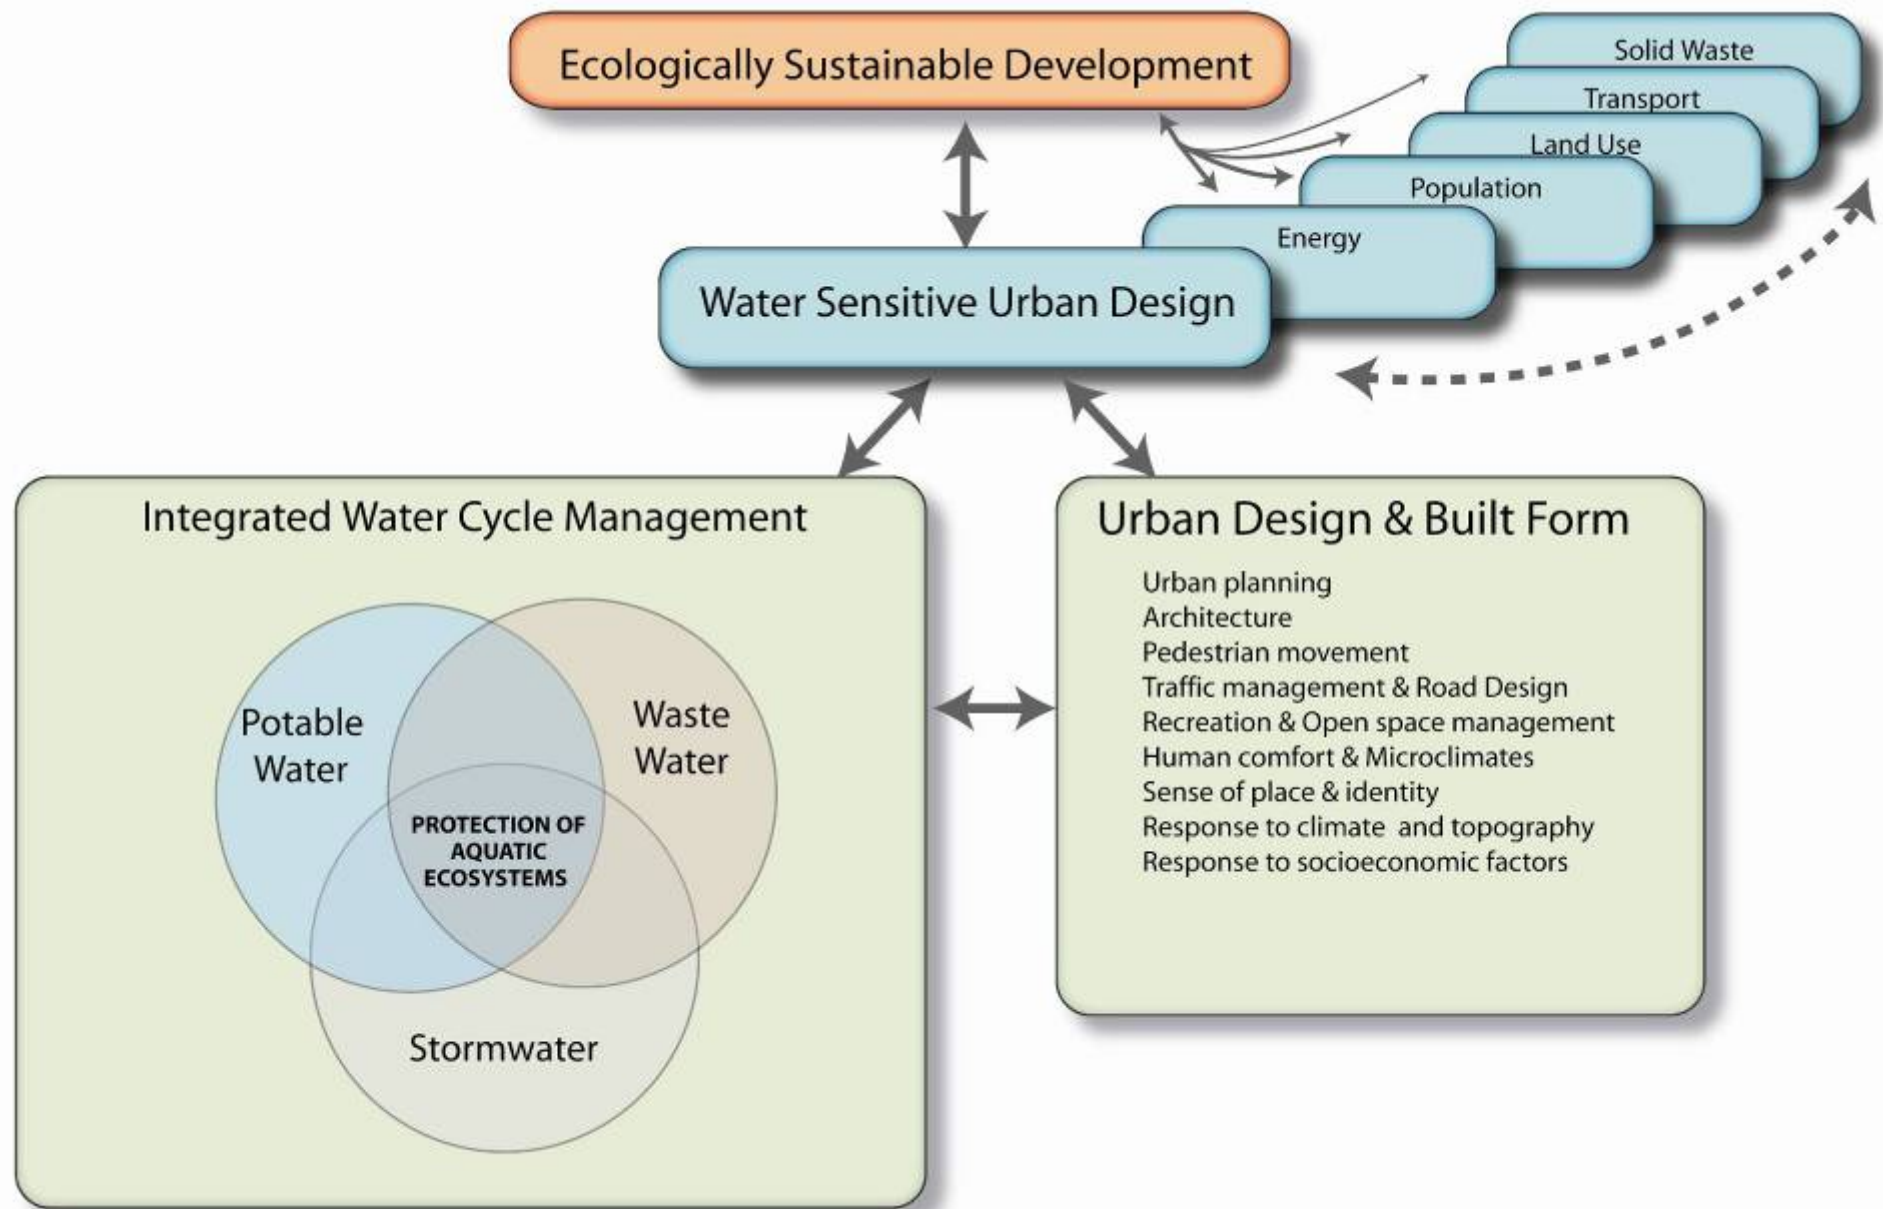 Ecologically Sustainable Development
Solid Waste
Transport
Land Use
Population
Energy
Water Sensitive Urban Design
Integrated Water Cycle Management
Potable
Water
Waste
Water
PROTECTION OF
AQUATIC
ECOSYSTEMS
Stormwater
Urban Design & Built Form
Urban planning
Architecture
Pedestrian movement
Traffic management & Road Design
Recreation & Open space management
Human comfort & Microclimates
Sense of place & identity
Response to climate and topography
Response to socioeconomic factors